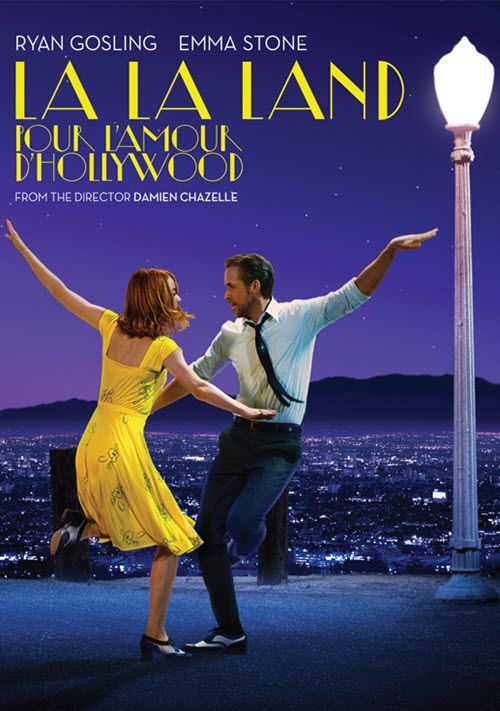 RYAN GOSLING EMMA STONE
LA LA LAND
POUR L'AMOUR
D'HOLLYWOOD
FROM THE DIRECTOR DAMIEN CHAZELLE